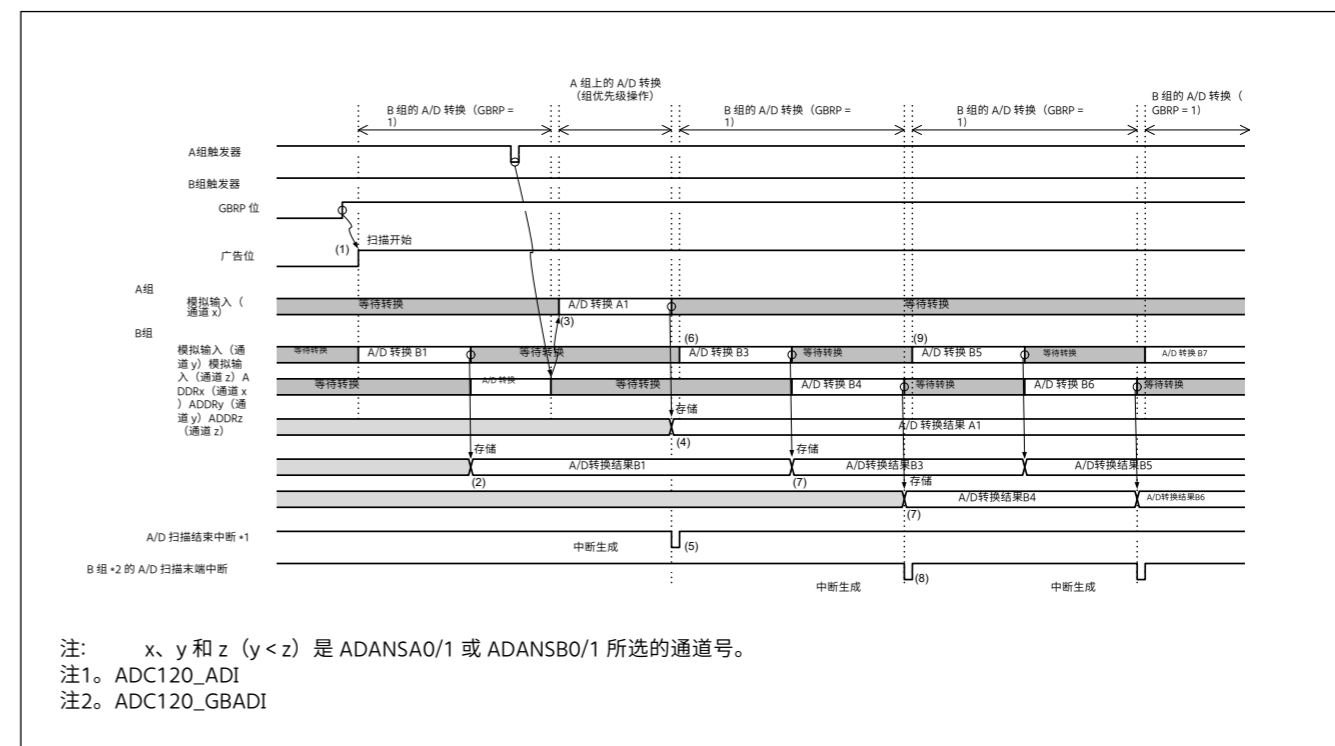 A 组上的 A/D 转换
（组优先级操作）
B 组的 A/D 转换（GBRP =
1）
B 组的 A/D 转换（GBRP =
1）
B 组的 A/D 转换（GBRP =
1）
B 组的 A/D 转换（
GBRP = 1）
A组触发器
B组触发器
GBRP 位
(1)
扫描开始
广告位
A组
模拟输入（
通道 x）
等待转换
A/D 转换 A1
等待转换
(3)
B组
(6)
(9)
模拟输入（通
道 y）模拟输
入（通道 z）A
DDRx（通道 x
）ADDRy（通
道 y）ADDRz
（通道 z）
等待转换
A/D 转换 B1
等待转换
A/D 转换 B3
等待转换
A/D 转换 B5
等待转换
A/D 转换 B7
等待转换
A/D 转换
等待转换
A/D 转换 B4
等待转换
A/D 转换 B6
等待转换
存储
A/D 转换结果 A1
(4)
存储
存储
A/D转换结果B1
A/D转换结果B3
A/D转换结果B5
(2)
(7)
存储
A/D转换结果B4
A/D转换结果B6
(7)
A/D 扫描结束中断 *1
中断生成
(5)
B 组 *2 的 A/D 扫描末端中断
(8)
中断生成
中断生成
注: x、y 和 z（y < z）是 ADANSA0/1 或 ADANSB0/1 所选的通道号。
注1。ADC120_ADI
注2。ADC120_GBADI